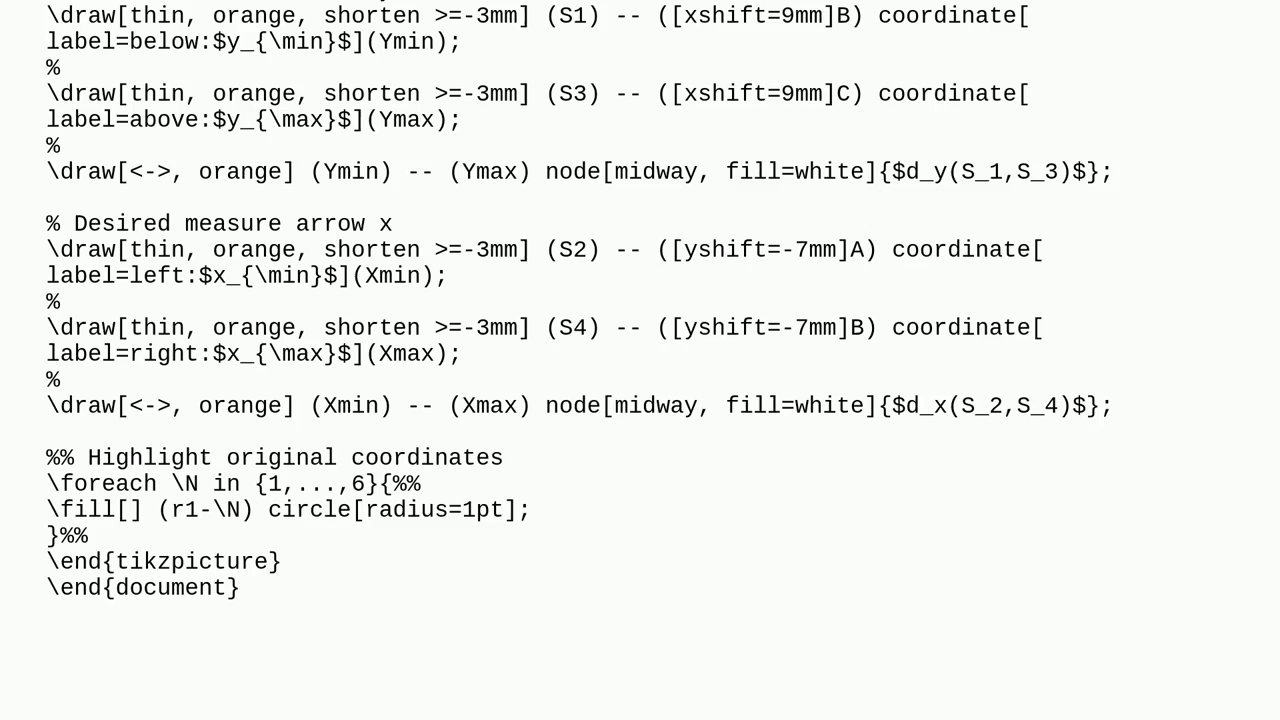 \draw[thin, orange, shorten >=-3mm] (S1) -- ([xshift=9mm]B) coordinate[
label=below:$y_{\min}$](Ymin);
%
\draw[thin, orange, shorten >=-3mm] (S3) -- ([xshift=9mm]C) coordinate[
label=above:$y_{\max}$](Ymax);
%
\draw[<->, orange] (Ymin) -- (Ymax) node[midway, fill=white]{$d_y(S_1,S_3)$};

% Desired measure arrow x
\draw[thin, orange, shorten >=-3mm] (S2) -- ([yshift=-7mm]A) coordinate[
label=left:$x_{\min}$](Xmin);
%
\draw[thin, orange, shorten >=-3mm] (S4) -- ([yshift=-7mm]B) coordinate[
label=right:$x_{\max}$](Xmax);
%
\draw[<->, orange] (Xmin) -- (Xmax) node[midway, fill=white]{$d_x(S_2,S_4)$};

%% Highlight original coordinates
\foreach \N in {1,...,6}{%%
\fill[] (r1-\N) circle[radius=1pt];
}%%
\end{tikzpicture}
\end{document}